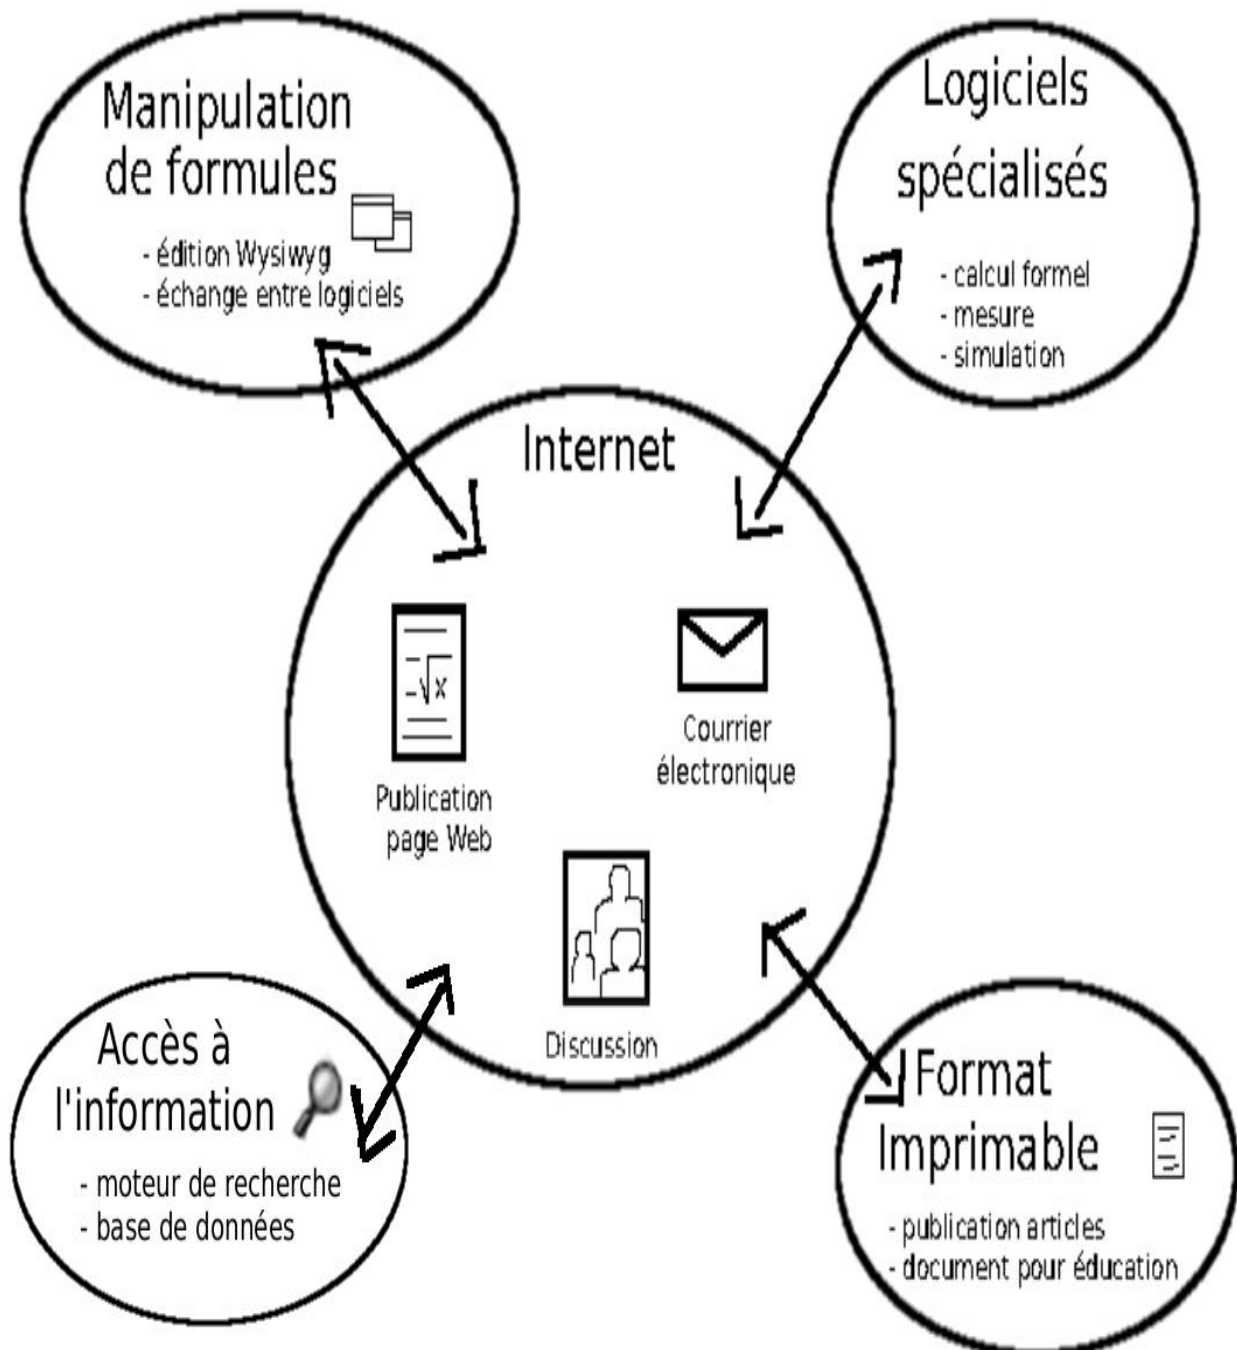 Manipulation
de formules
- édition Wysiwyg
- échange entre logiciels
Logiciels
spécialisés
- calcul formel
- mesure
- simulation
Internet
√x
Publication
page Web
Courrier
électronique
Discussion
Accès à
l'information
- moteur de recherche
- base de données
Format
Imprimable
- publication articles
- document pour éducation